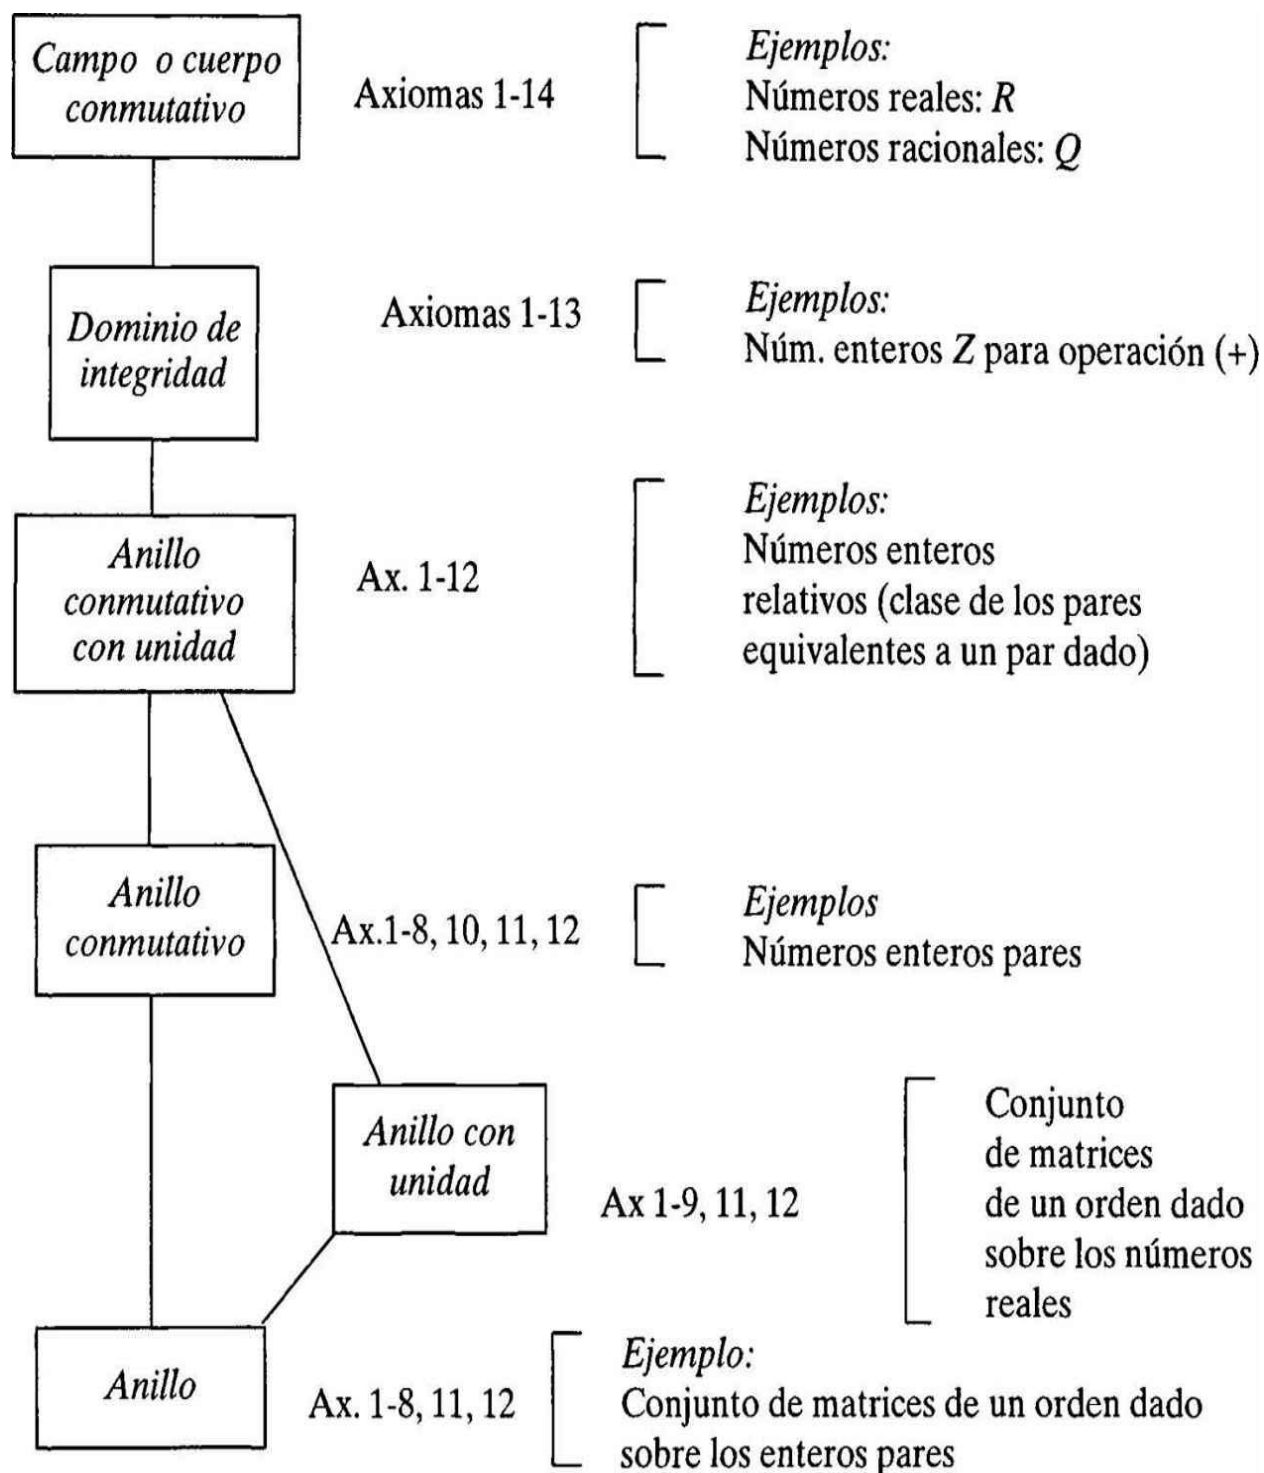 Campo o cuerpo
conmutativo
Axiomas 1-14
Ejemplos:
Números reales: R
Números racionales: Q
Dominio de
integridad
Axiomas 1-13
Ejemplos:
Núm. enteros Z para operación (+)
Anillo
conmutativo
con unidad
Ax. 1-12
Ejemplos:
Números enteros
relativos (clase de los pares
equivalentes a un par dado)
Anillo
conmutativo
Ax.1-8, 10, 11, 12
Ejemplos
Números enteros pares
Anillo con
unidad
Ax 1-9, 11, 12
Conjunto
de matrices
de un orden dado
sobre los números
reales
Anillo
Ax. 1-8, 11, 12
Ejemplo:
Conjunto de matrices de un orden dado
sobre los enteros pares